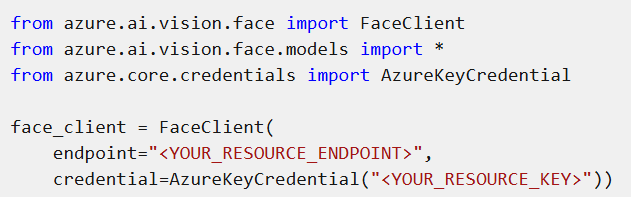 from azure.ai.vision.face import FaceClient
from azure.ai.vision.face.models import *
from azure.core.credentials import AzureKeyCredential

face_client = FaceClient(
    endpoint="<YOUR_RESOURCE_ENDPOINT>",
    credential=AzureKeyCredential("<YOUR_RESOURCE_KEY>"))